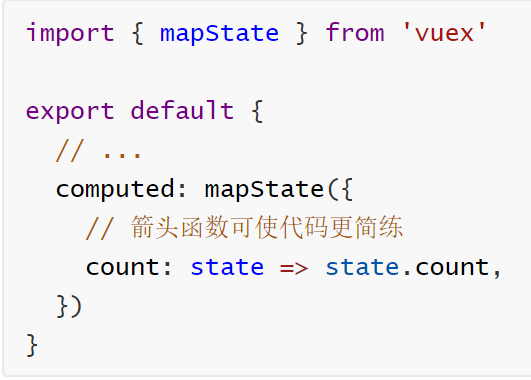 import { mapState } from 'vuex'

export default {
  // ...
  computed: mapState({
    // 箭头函数可使代码更简练
    count: state => state.count,
  })
}